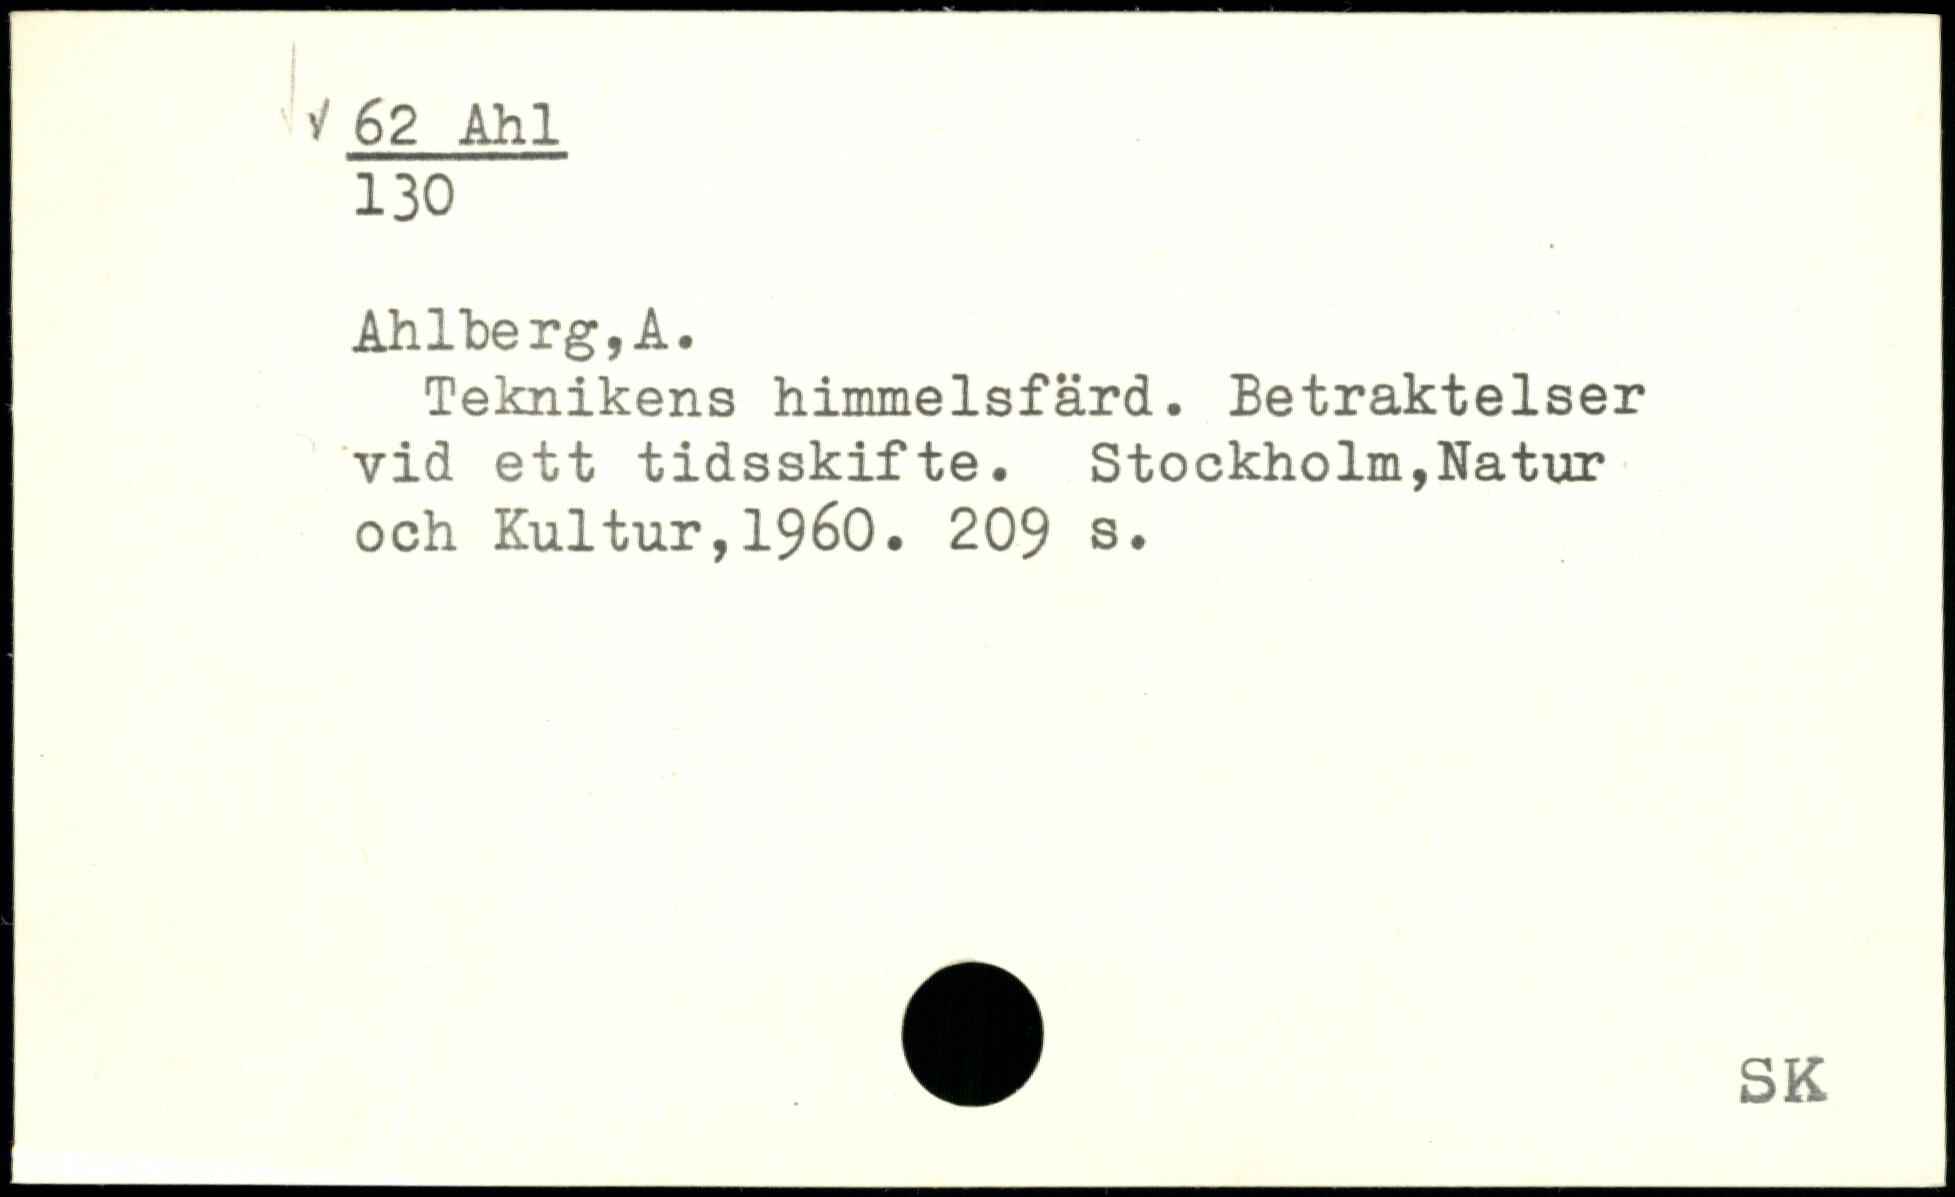 62 Ahl
130
Ahlberg,A.
Teknikens himmelsfärd. Betraktelser
vid ett tidsskifte. Stockholm,Natur
och Kultur,1960. 209 s.
SK